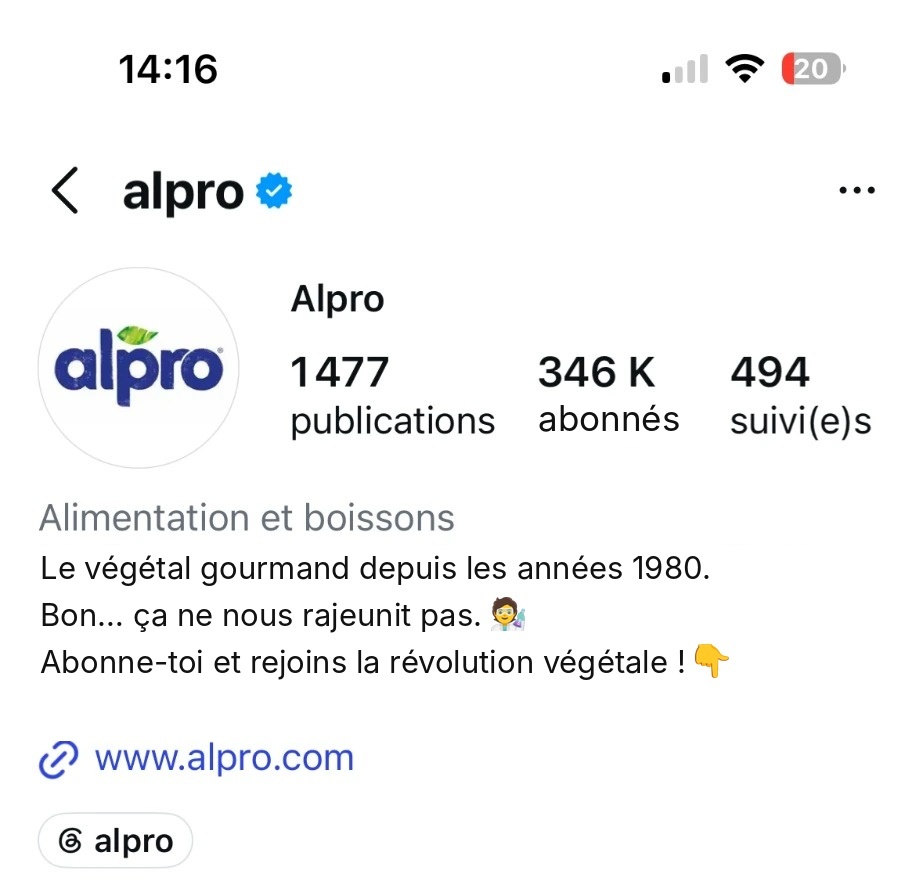 14:16
20
alpro
alpro
Alpro
1 477
346 K
494
publications
abonnés
suivi(e)s
Alimentation et boissons
Le végétal gourmand depuis les années 1980.
Bon... ça ne nous rajeunit pas. 🧑‍🔬
Abonne-toi et rejoins la révolution végétale ! 👇
www.alpro.com
alpro